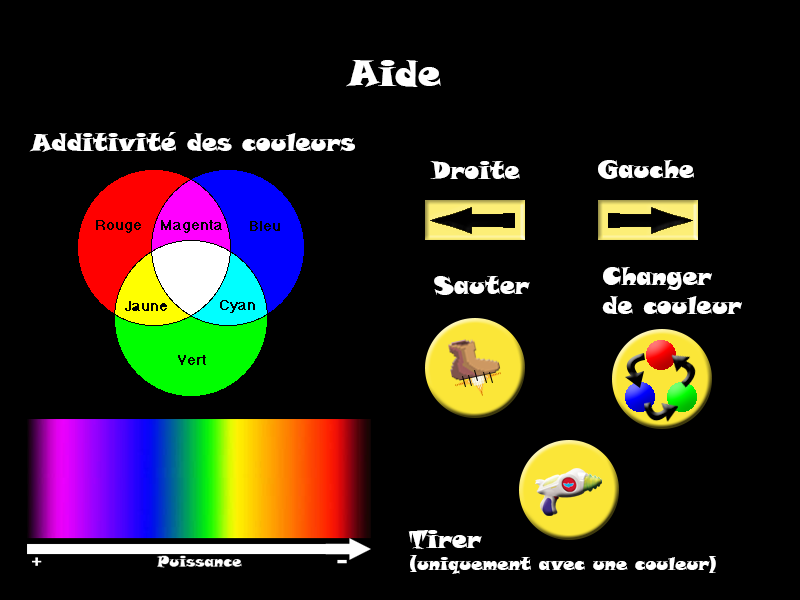 Aide
Additivité des couleurs
Rouge
Magenta
Bleu
Jaune
Cyan
Vert
+ Puissance -
Droite
Gauche
Sauter
Changer
de couleur
Tirer
(uniquement avec une couleur)